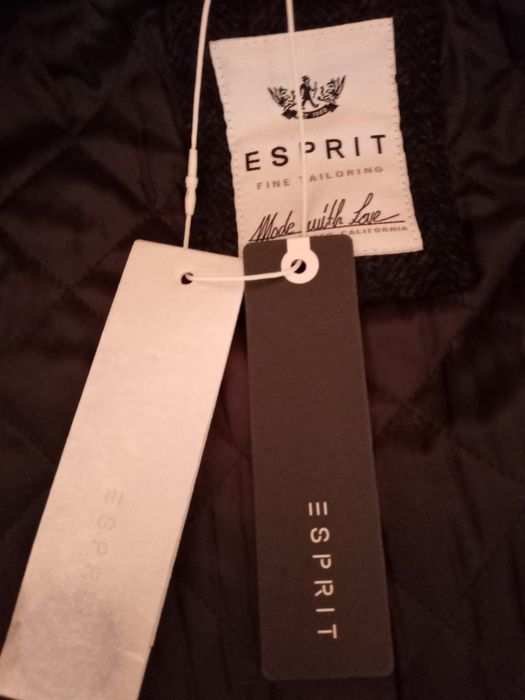 ESPRIT
FINE TAILORING
Made with Love
CALIFORNIA
ESPRIT
ESPRIT